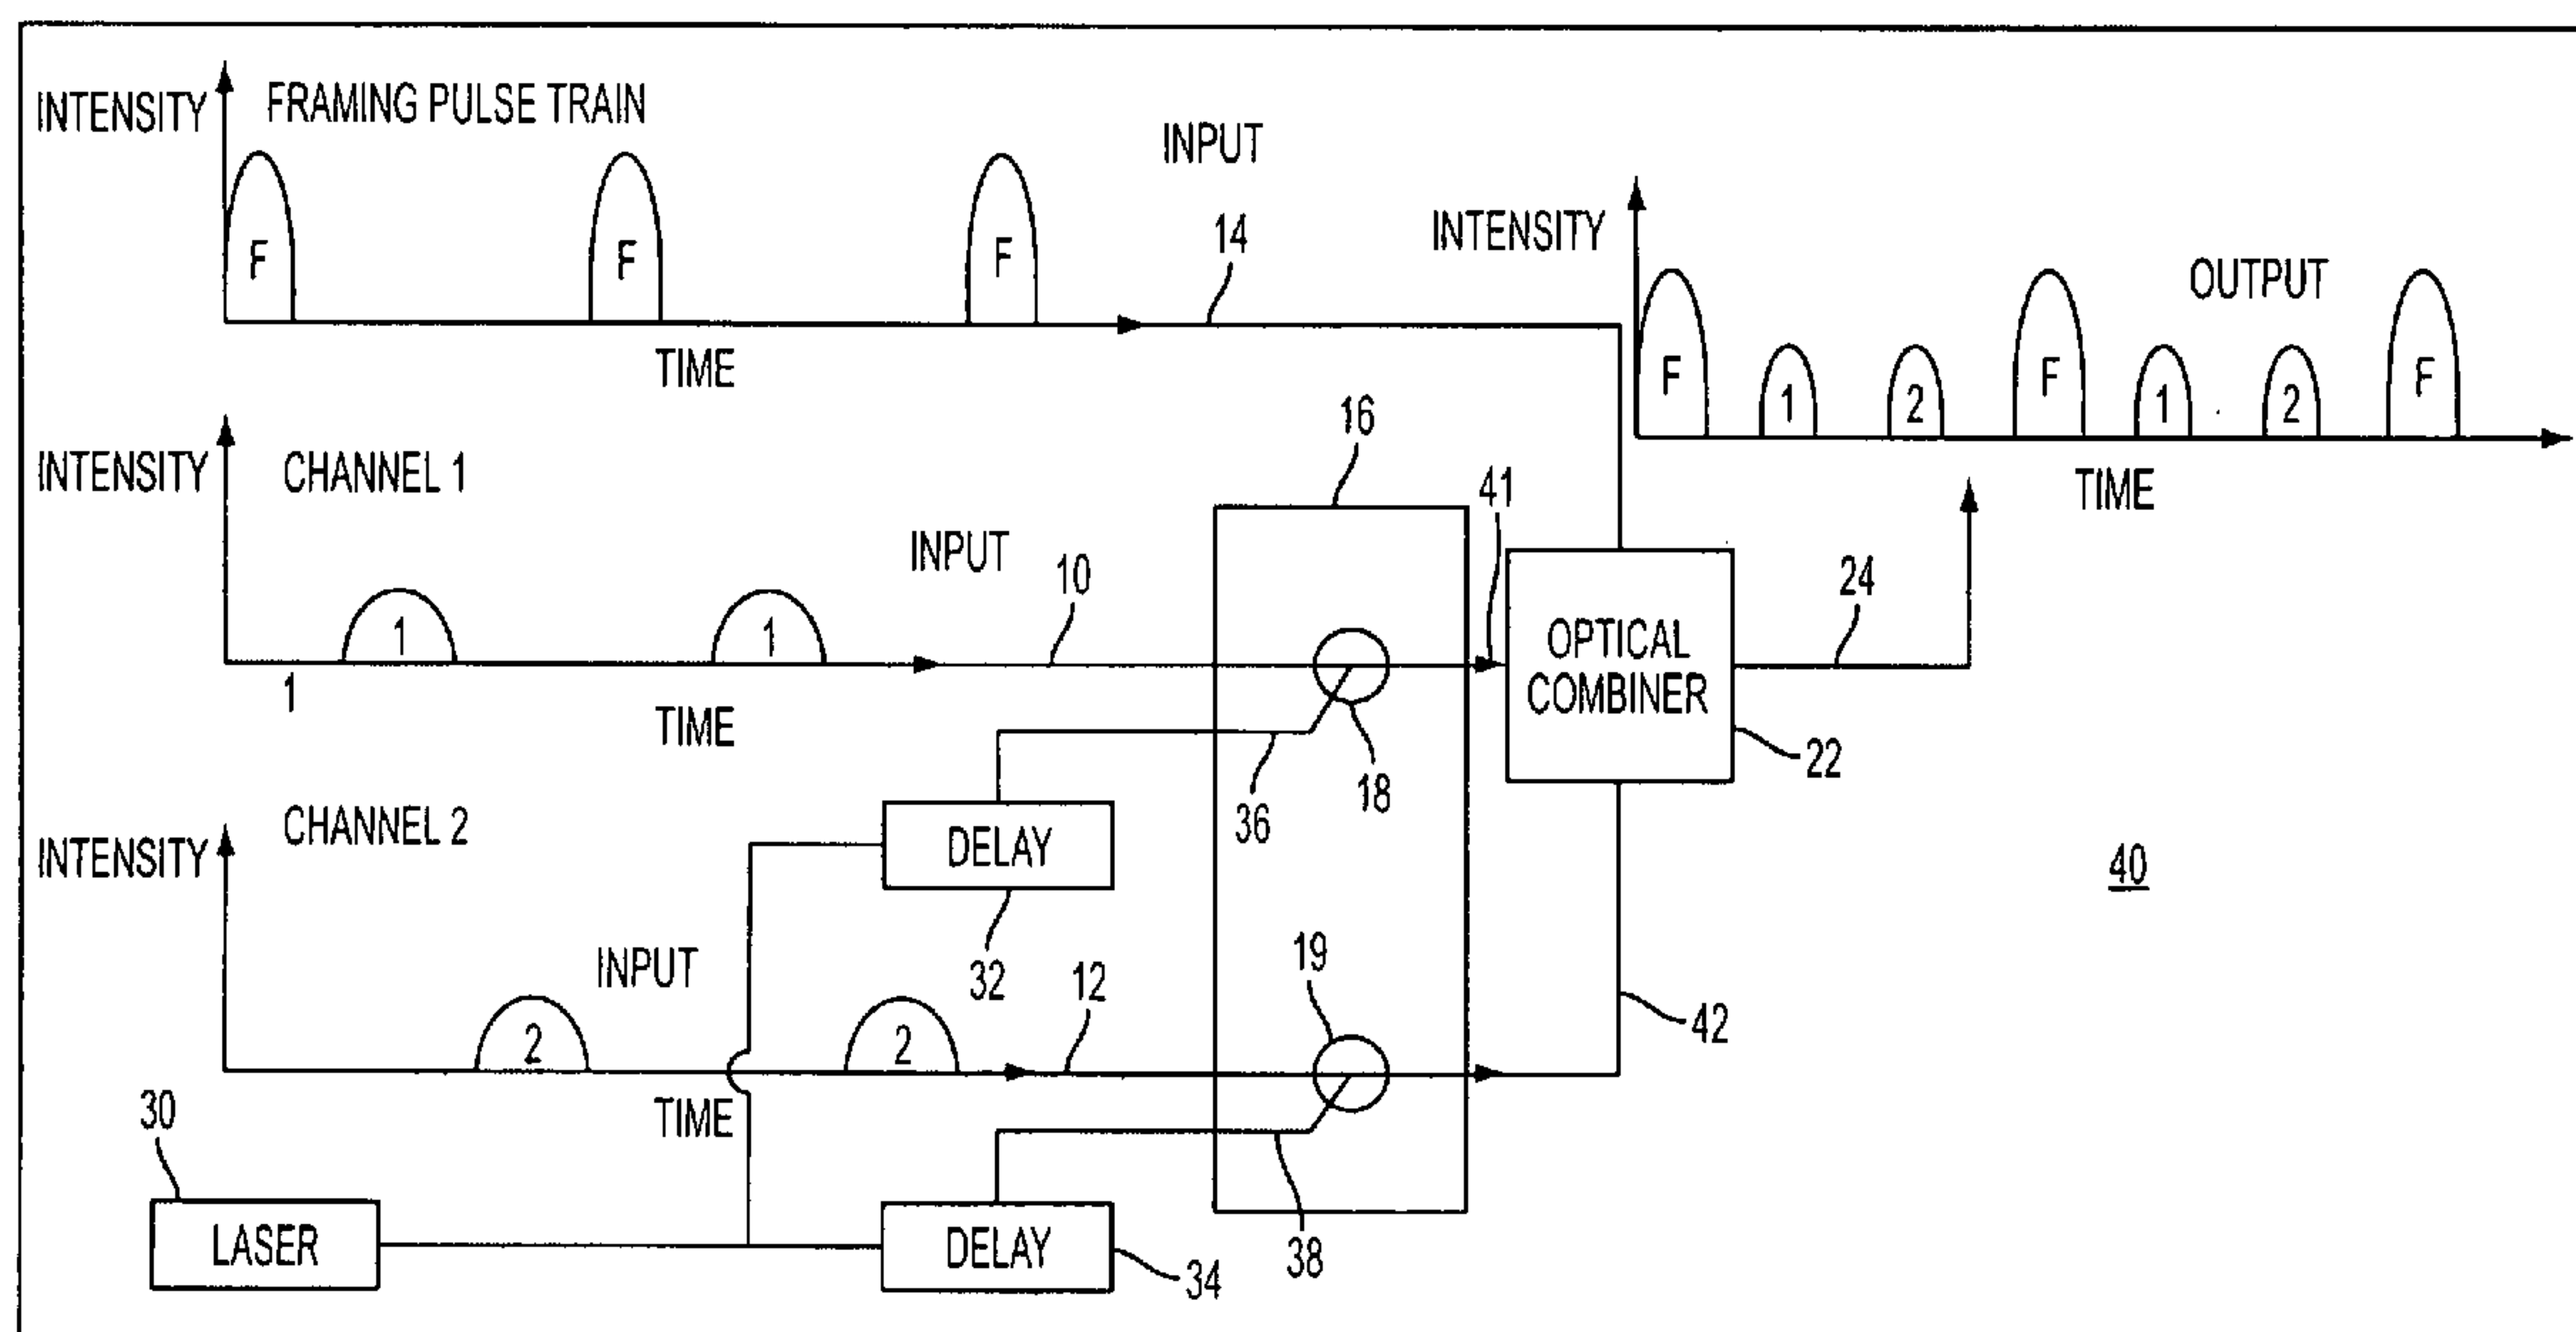 INTENSITY
FRAMING PULSE TRAIN
INPUT
F
F
F
14
TIME
INTENSITY
OUTPUT
F
1
2
F
1
2
F
TIME
INTENSITY
CHANNEL 1
INPUT
16
41
1
1
10
1
TIME
OPTICAL
COMBINER
24
22
36
18
CHANNEL 2
INTENSITY
DELAY
32
40
INPUT
12
19
2
2
42
TIME
30
LASER
DELAY
34
38